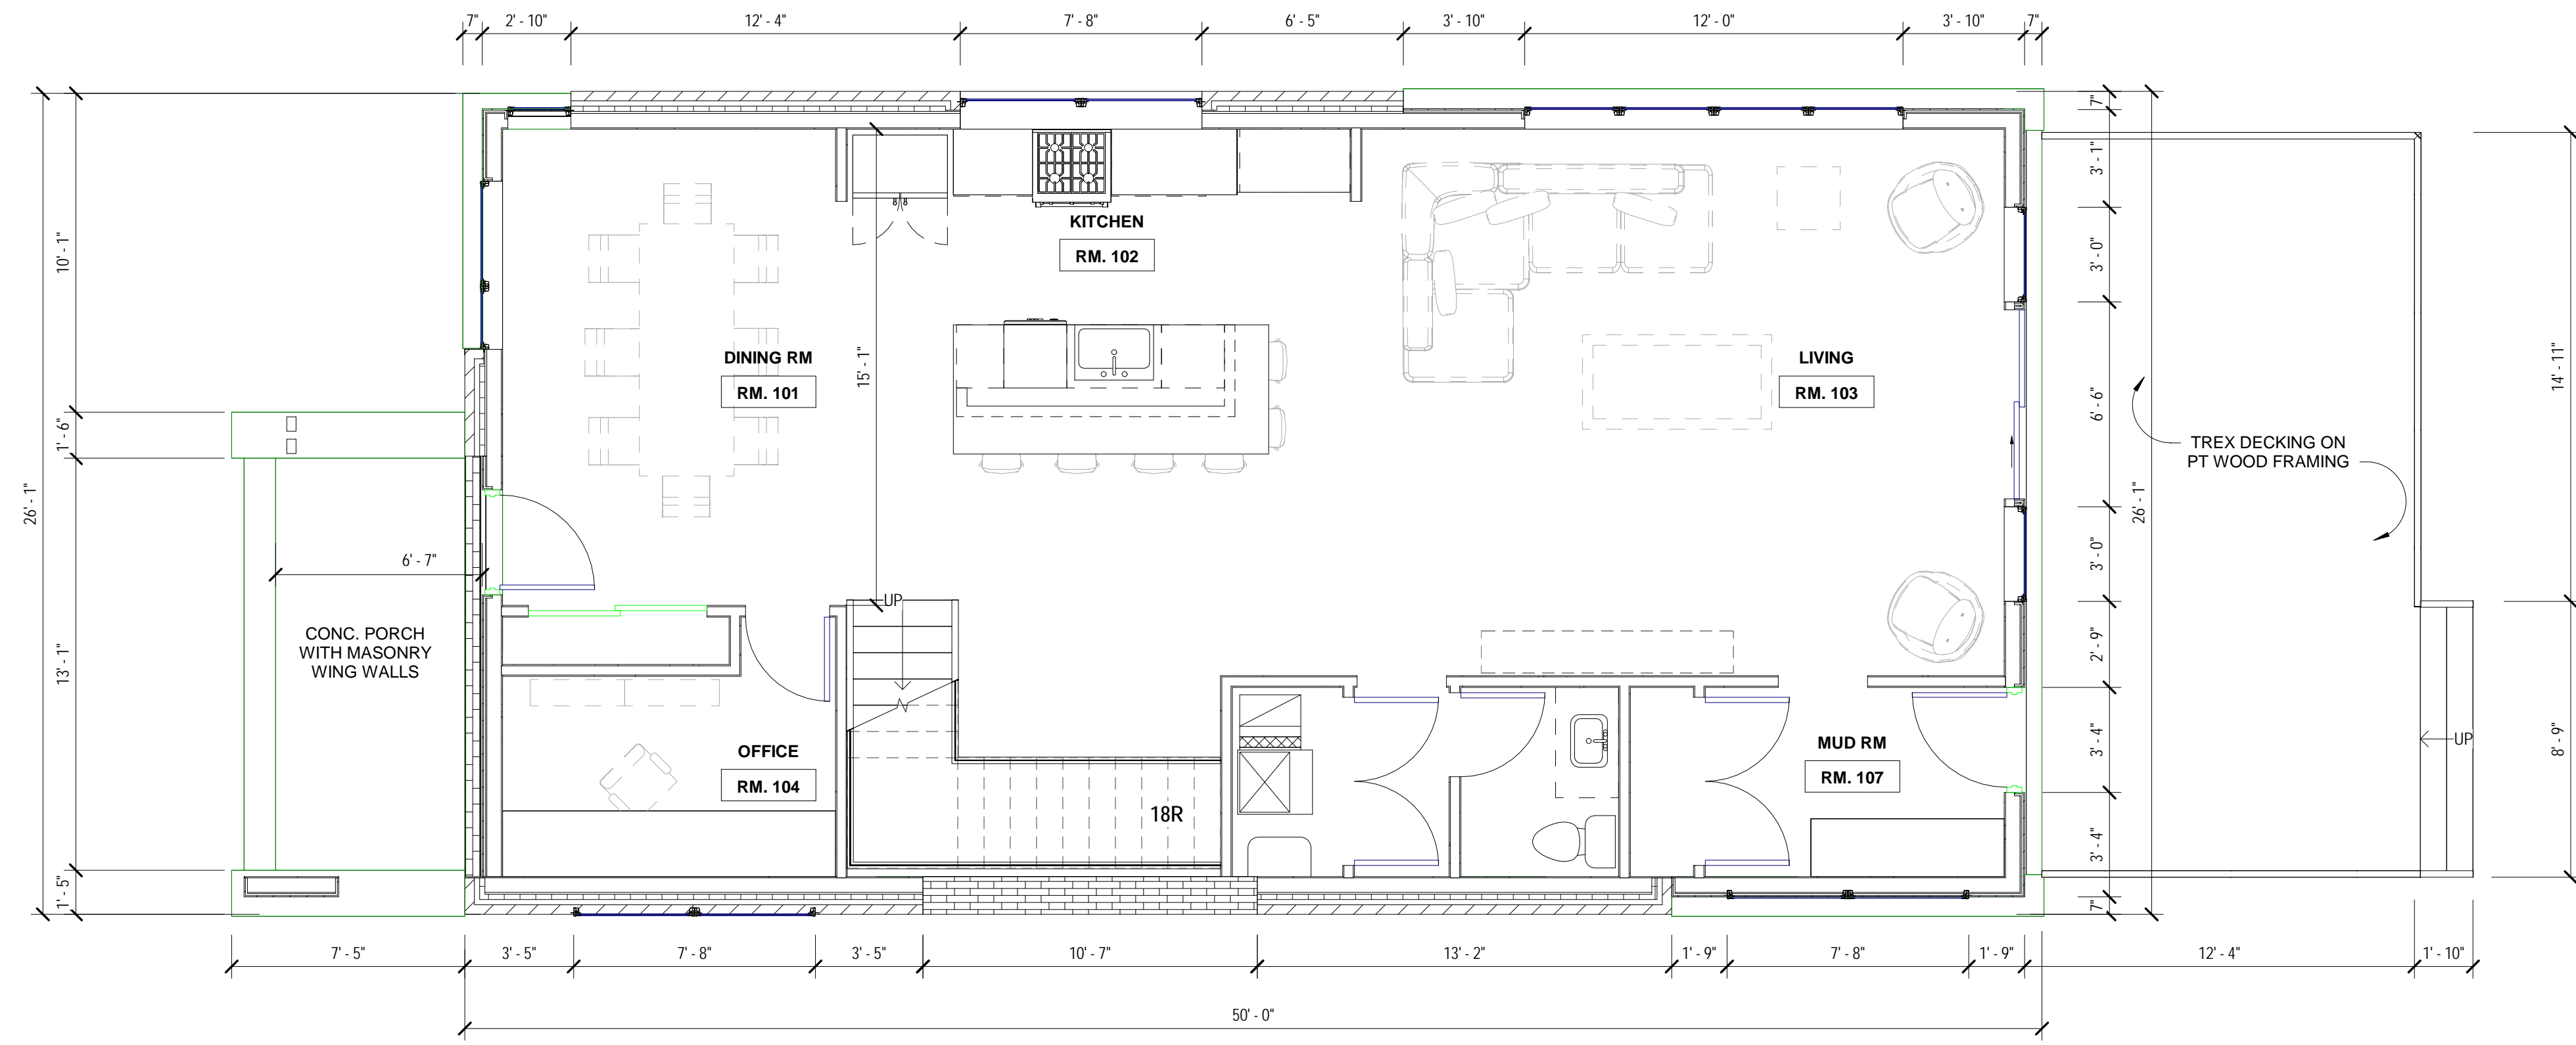 7"
2' - 10"
12' - 4"
7' - 8"
6' - 5"
3' - 10"
12' - 0"
3' - 10"
7"
26' - 1"
10' - 1"
1' - 6"
13' - 1"
1' - 5"
6' - 7"
CONC. PORCH
WITH MASONRY
WING WALLS
DINING RM
RM. 101
15' - 1"
KITCHEN
RM. 102
LIVING
RM. 103
UP
OFFICE
RM. 104
18R
MUD RM
RM. 107
7"
3' - 1"
3' - 0"
6' - 6"
3' - 0"
2' - 9"
3' - 4"
3' - 4"
7"
26' - 1"
TREX DECKING ON
PT WOOD FRAMING
UP
14' - 11"
8' - 9"
7' - 5"
3' - 5"
7' - 8"
3' - 5"
10' - 7"
13' - 2"
1' - 9"
7' - 8"
1' - 9"
12' - 4"
1' - 10"
50' - 0"